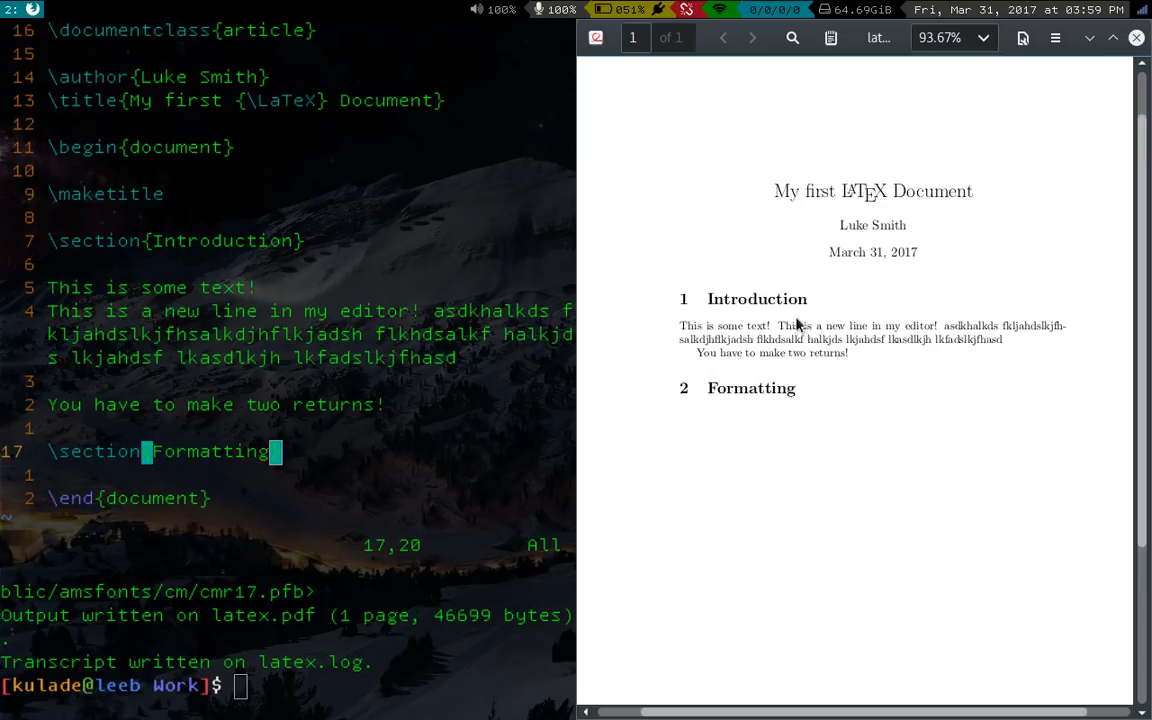 2:
100%
100%
051%
0/0/0/0
64.69GiB
Fri, Mar 31, 2017 at 03:59 PM
16 \documentclass{article}
15
14 \author{Luke Smith}
13 \title{My first {\LaTeX} Document}
12
11 \begin{document}
10
9 \maketitle
8
7 \section{Introduction}
6
5 This is some text!
4 This is a new line in my editor! asdkhalkds f
kljahdslkjfhsalkdjhflkjadsh flkhdsalkf halkjd
s lkjahdsf lkasdlkjh lkfadslkjfhasd
3
2 You have to make two returns!
1
17 \section{Formatting}
1
2 \end{document}
~
17,20 All
blic/amsfonts/cm/cmr17.pfb>
Output written on latex.pdf (1 page, 46699 bytes)
.
Transcript written on latex.log.
[kulade@leeb Work]$
1 of 1
lat...
93.67%
My first LATEX Document
Luke Smith
March 31, 2017
1 Introduction
This is some text! This is a new line in my editor! asdkhalkds fkljahdslkjfh-
salkdjhflkjadsh flkhdsalkf halkjds lkjahdsf lkasdlkjh lkfadslkjfhasd
You have to make two returns!
2 Formatting